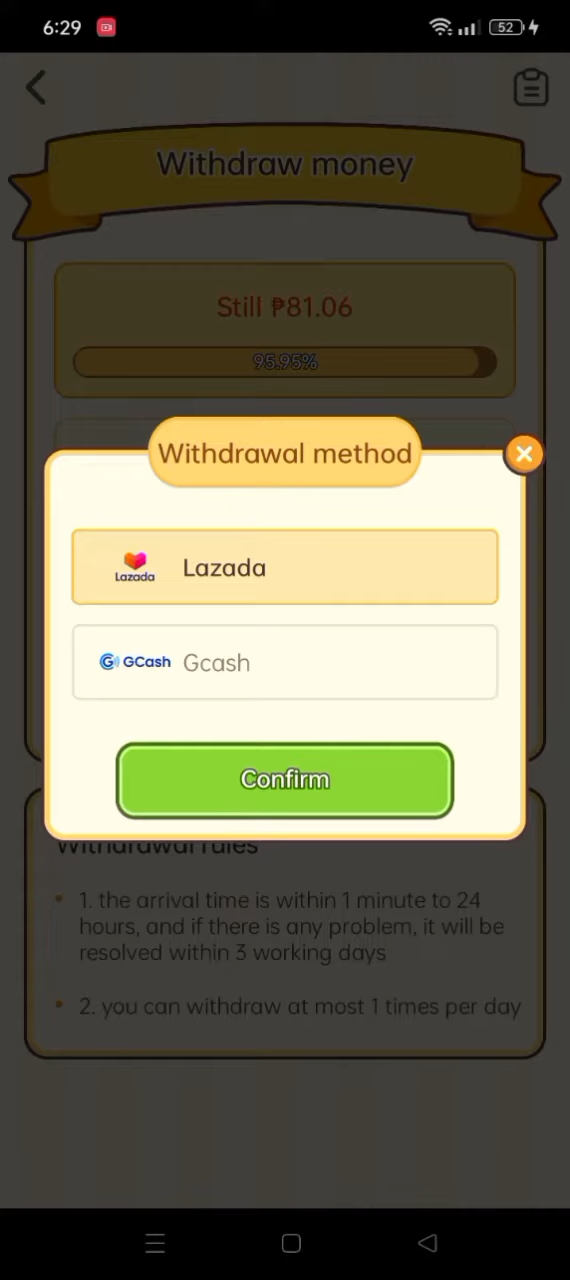 6:29
52
Withdraw money
Still ₱81.06
95.95%
Withdrawal method
Lazada Lazada
GCash Gcash
Confirm
Withdrawal rules
1. the arrival time is within 1 minute to 24
hours, and if there is any problem, it will be
resolved within 3 working days
2. you can withdraw at most 1 times per day